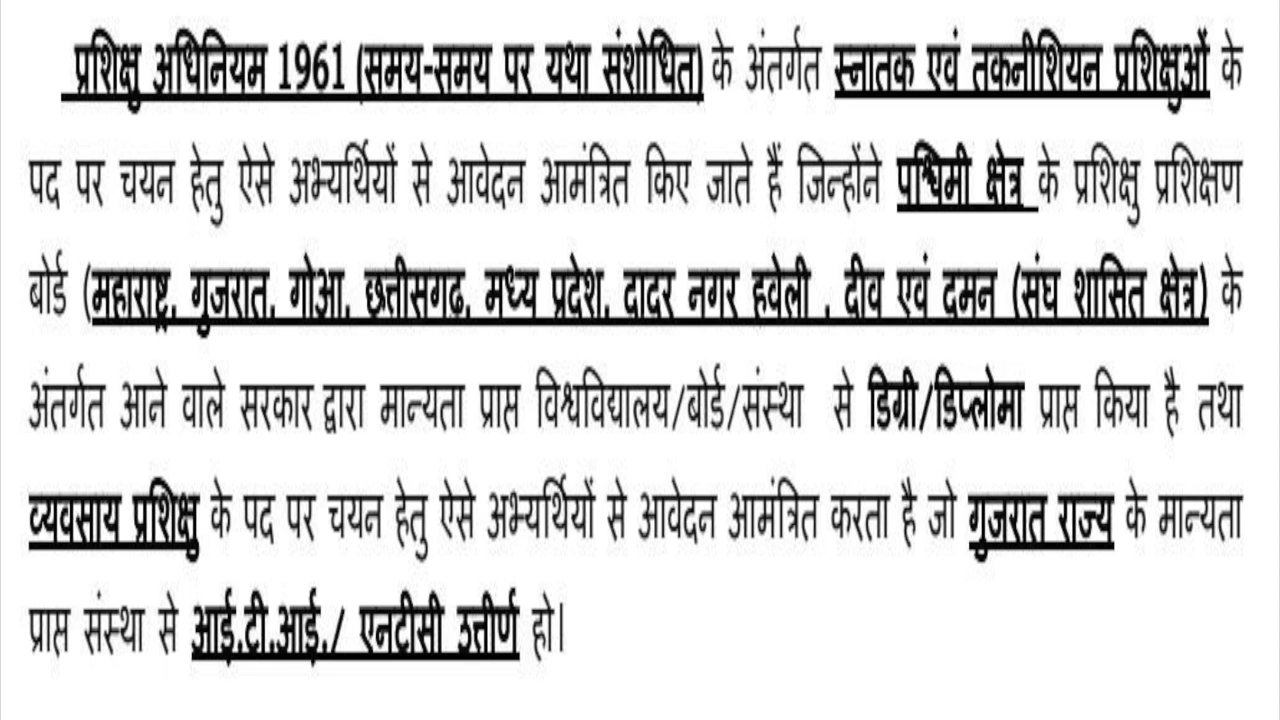 प्रशिक्षु अधिनियम 1961 (समय-समय पर यथा संशोधित) के अंतर्गत स्नातक एवं तकनीशियन प्रशिक्षुओं के
पद पर चयन हेतु ऐसे अभ्यर्थियों से आवेदन आमंत्रित किए जाते हैं जिन्होंने पश्चिमी क्षेत्र के प्रशिक्षु प्रशिक्षण
बोर्ड (महाराष्ट्र, गुजरात, गोआ, छत्तीसगढ, मध्य प्रदेश, दादर नगर हवेली , दीव एवं दमन (संघ शासित क्षेत्र) के
अंतर्गत आने वाले सरकार द्वारा मान्यता प्राप्त विश्वविद्यालय/बोर्ड/संस्था से डिग्री/डिप्लोमा प्राप्त किया है तथा
व्यवसाय प्रशिक्षु के पद पर चयन हेतु ऐसे अभ्यर्थियों से आवेदन आमंत्रित करता है जो गुजरात राज्य के मान्यता
प्राप्त संस्था से आई.टी.आई./ एनटीसी उत्तीर्ण हो।